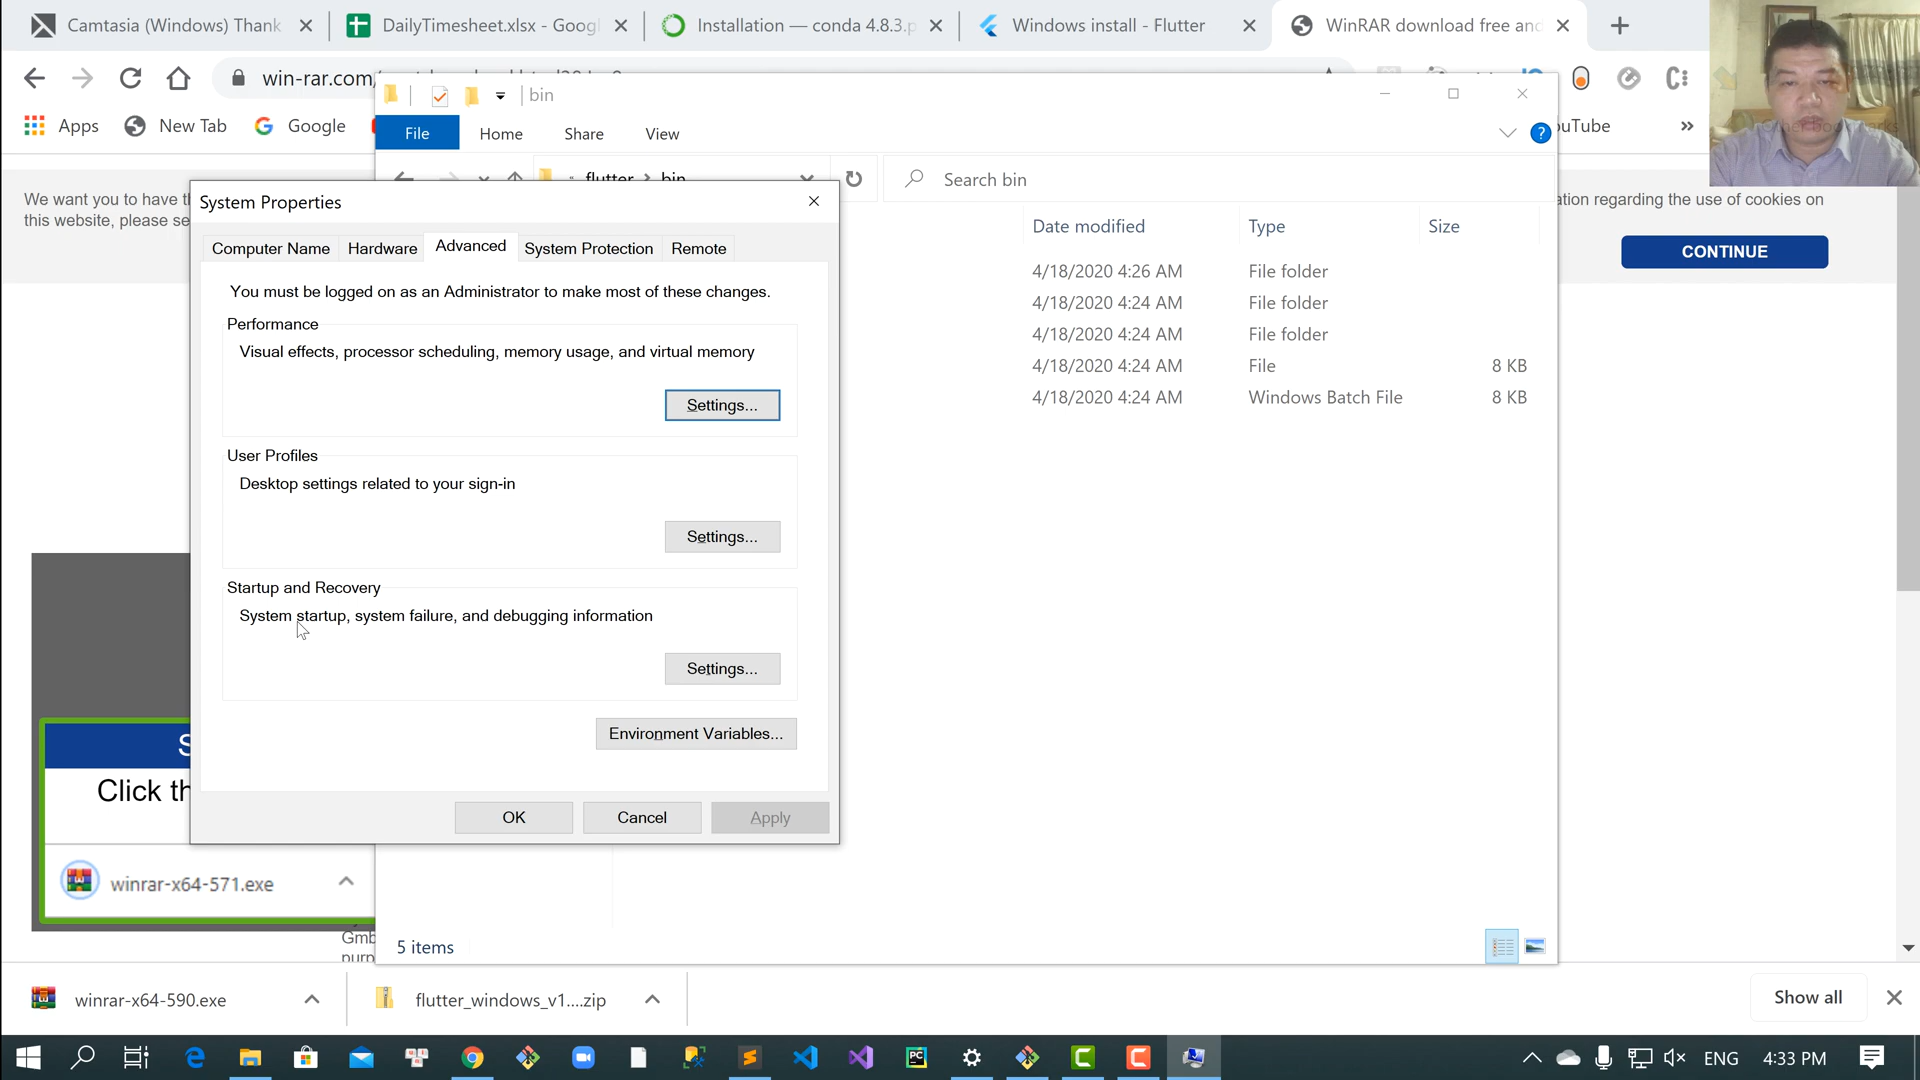 Camtasia (Windows) Thank
DailyTimesheet.xlsx - Goog
Installation — conda 4.8.3.p
Windows install - Flutter
WinRAR download free and
win-rar.com/
Apps
New Tab
Google
uTube
bin
File
Home
Share
View
flutter
bin
Search bin
We want you to have t
this website, please se
ation regarding the use of cookies on
CONTINUE
Date modified
Type
Size
4/18/2020 4:26 AM
File folder
4/18/2020 4:24 AM
File folder
4/18/2020 4:24 AM
File folder
4/18/2020 4:24 AM
File
8 KB
4/18/2020 4:24 AM
Windows Batch File
8 KB
System Properties
Computer Name
Hardware
Advanced
System Protection
Remote
You must be logged on as an Administrator to make most of these changes.
Performance
Visual effects, processor scheduling, memory usage, and virtual memory
Settings...
User Profiles
Desktop settings related to your sign-in
Settings...
Startup and Recovery
System startup, system failure, and debugging information
Settings...
Environment Variables...
OK
Cancel
Apply
S
Click th
winrar-x64-571.exe
Gmb
purp
5 items
winrar-x64-590.exe
flutter_windows_v1....zip
Show all
ENG
4:33 PM